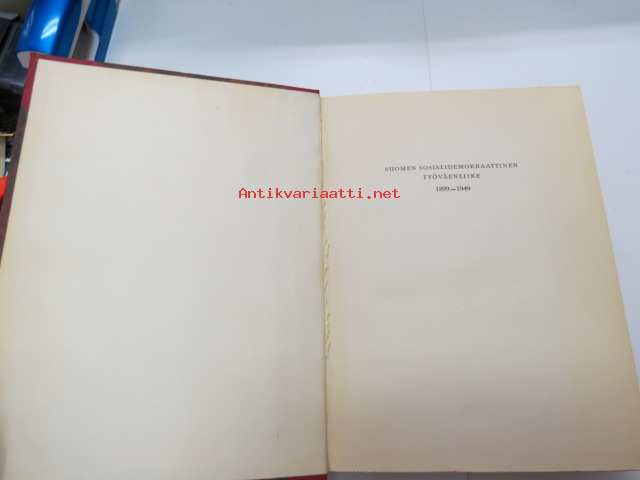 SUOMEN SOSIALIDEMOKRAATTINEN
TYÖVÄENLIIKE
1899—1949
Antikvariaatti.net